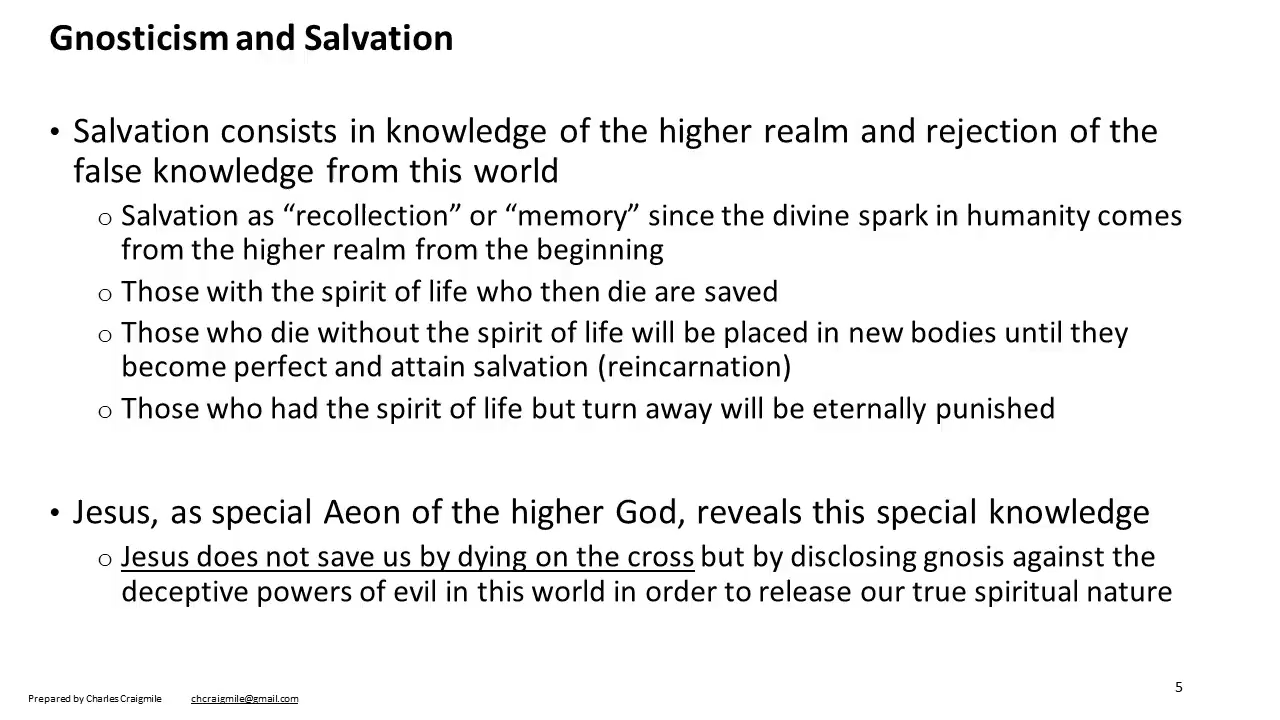 Gnosticism and Salvation
• Salvation consists in knowledge of the higher realm and rejection of the
false knowledge from this world
o Salvation as “recollection” or “memory” since the divine spark in humanity comes
from the higher realm from the beginning
o Those with the spirit of life who then die are saved
o Those who die without the spirit of life will be placed in new bodies until they
become perfect and attain salvation (reincarnation)
o Those who had the spirit of life but turn away will be eternally punished
• Jesus, as special Aeon of the higher God, reveals this special knowledge
o Jesus does not save us by dying on the cross but by disclosing gnosis against the
deceptive powers of evil in this world in order to release our true spiritual nature
Prepared by Charles Craigmile chcraigmile@gmail.com
5